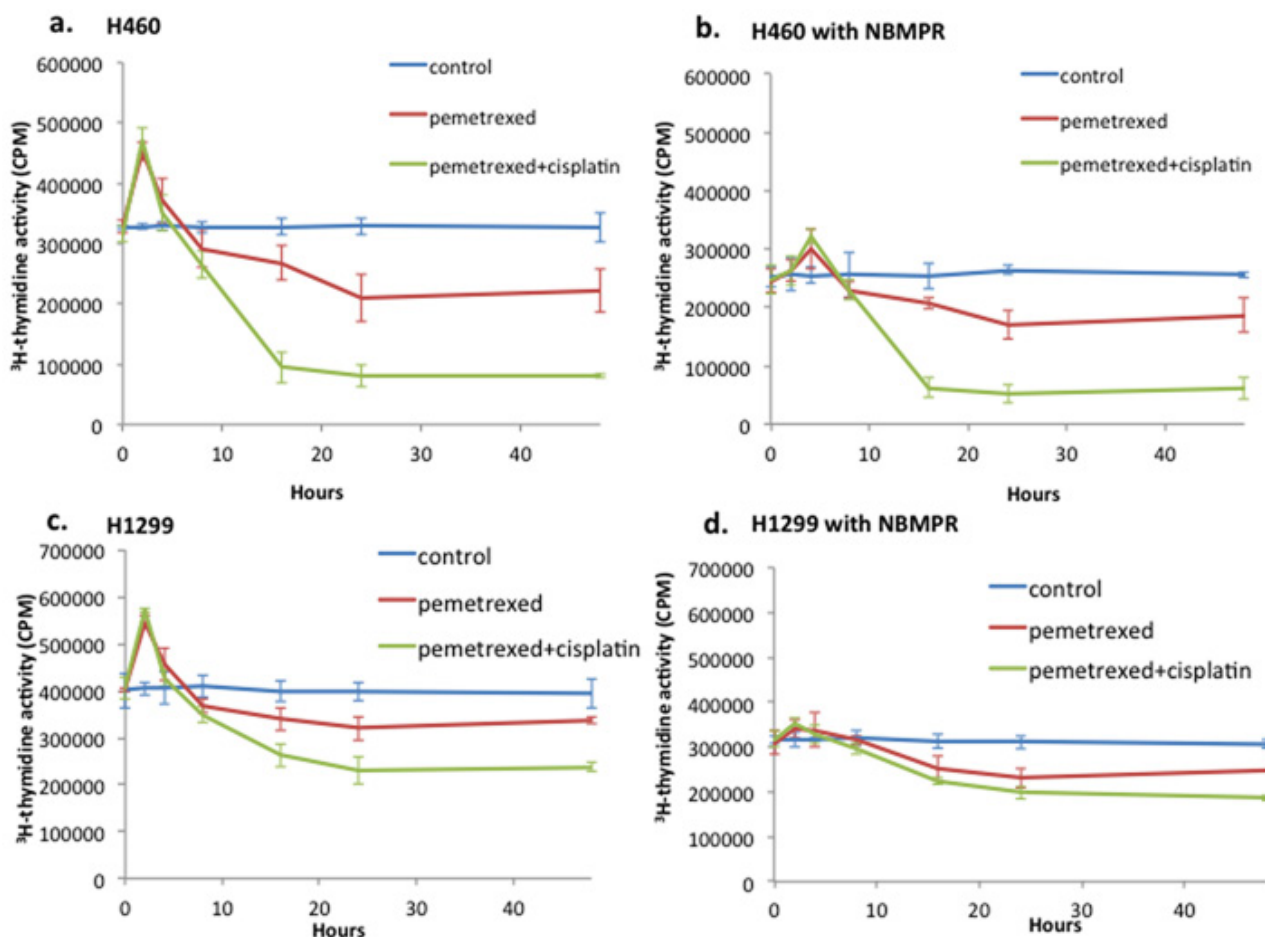 a. H460
600000
500000
400000
300000
200000
100000
0
³H-thymidine activity (CPM)
control
pemetrexed
pemetrexed+cisplatin
0 10 20 30 40
Hours
b. H460 with NBMPR
600000
500000
400000
300000
200000
100000
0
³H-thymidine activity (CPM)
control
pemetrexed
pemetrexed+cisplatin
0 10 20 30 40
Hours
c. H1299
700000
600000
500000
400000
300000
200000
100000
0
³H-thymidine activity (CPM)
control
pemetrexed
pemetrexed+cisplatin
0 10 20 30 40
Hours
d. H1299 with NBMPR
700000
600000
500000
400000
300000
200000
100000
0
³H-thymidine activity (CPM)
control
pemetrexed
pemetrexed+cisplatin
0 10 20 30 40
Hours